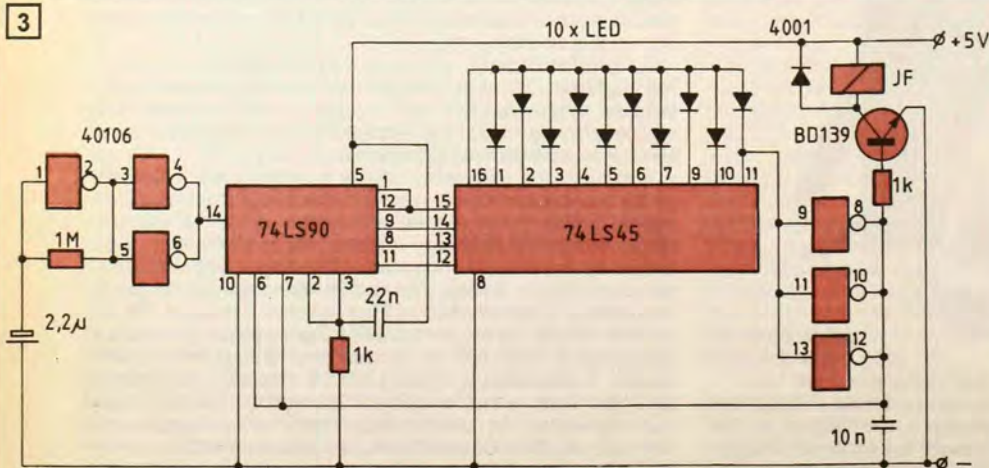 3
10 x LED
4001
Ø +5V
JF
40106
BD139
1 2 3 4
5 1
12 15
16 1 2 3 4 5 6 7 9 10 11
1k
14
74LS90
9 14
74LS45
9 8
1M
5 6
8 13
11 12
10 6 7 2 3
8
11 10
22n
2,2µ
1k
13 12
10n
Ø –